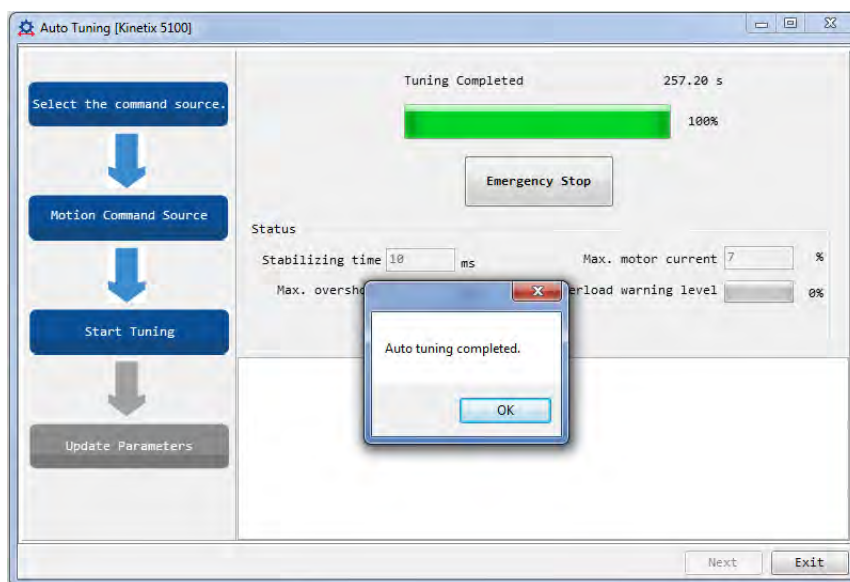 Auto Tuning [Kinetix 5100]
Select the command source.
Motion Command Source
Start Tuning
Update Parameters
Tuning Completed 257.20 s
100%
Emergency Stop
Status
Stabilizing time 10 ms Max. motor current 7 %
Max. warning level 0%
Auto tuning completed.
OK
Next Exit